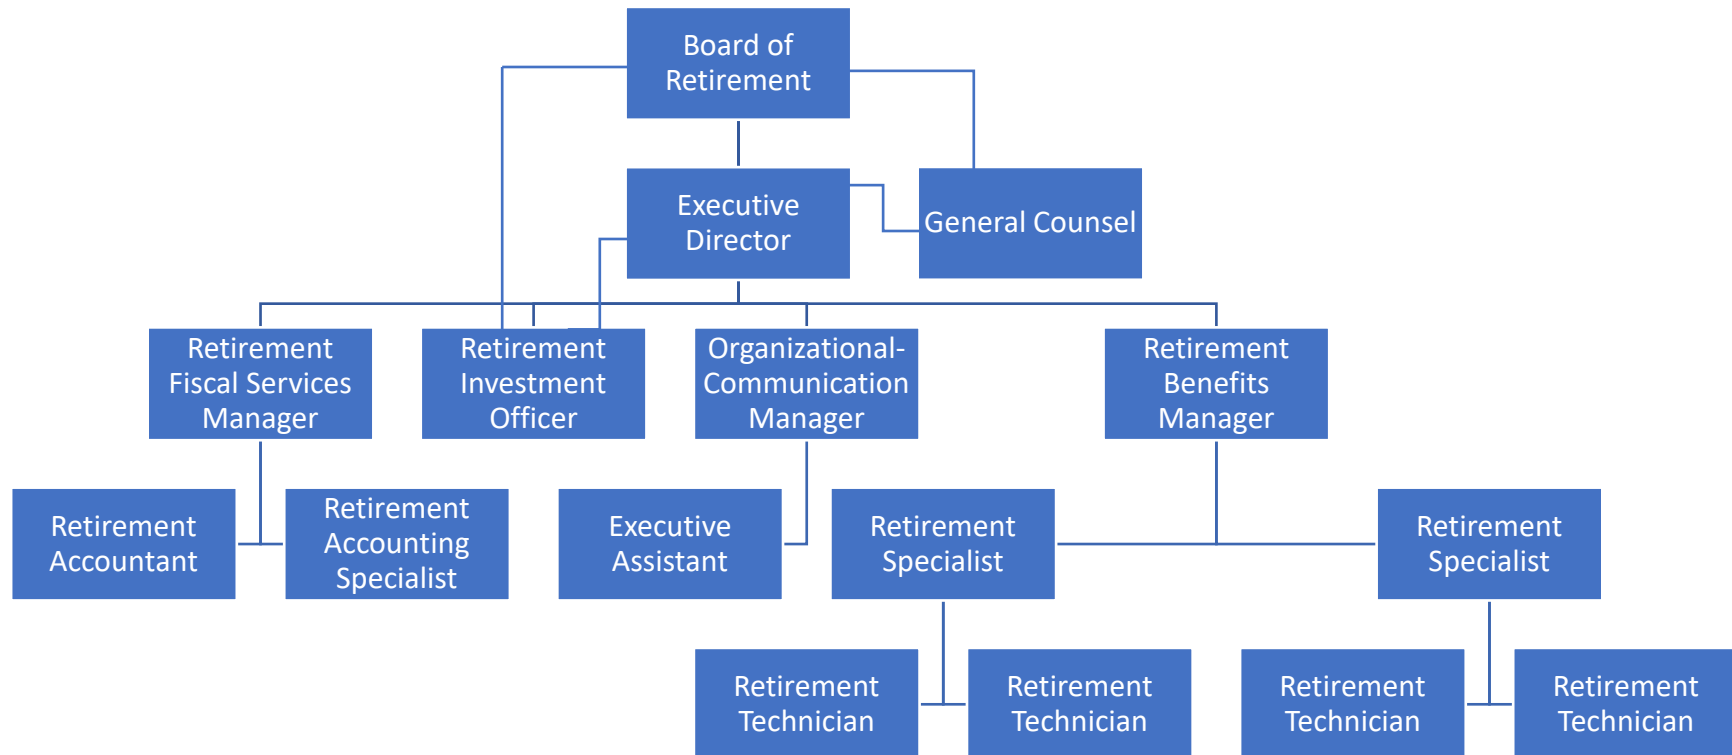 Board of
Retirement
Executive
Director
General Counsel
Retirement
Fiscal Services
Manager
Retirement
Investment
Officer
Organizational-
Communication
Manager
Retirement
Benefits
Manager
Retirement
Accountant
Retirement
Accounting
Specialist
Executive
Assistant
Retirement
Specialist
Retirement
Specialist
Retirement
Technician
Retirement
Technician
Retirement
Technician
Retirement
Technician